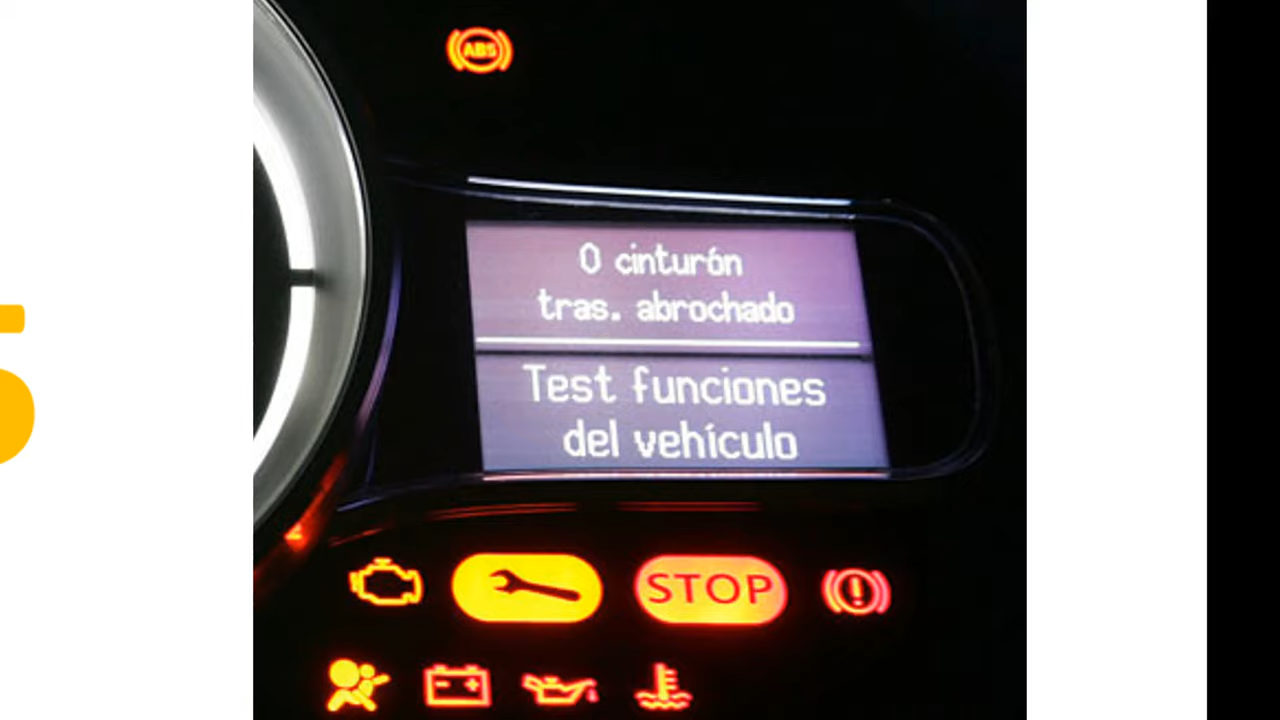 ABS
0 cinturón
tras. abrochado
Test funciones
del vehículo
STOP